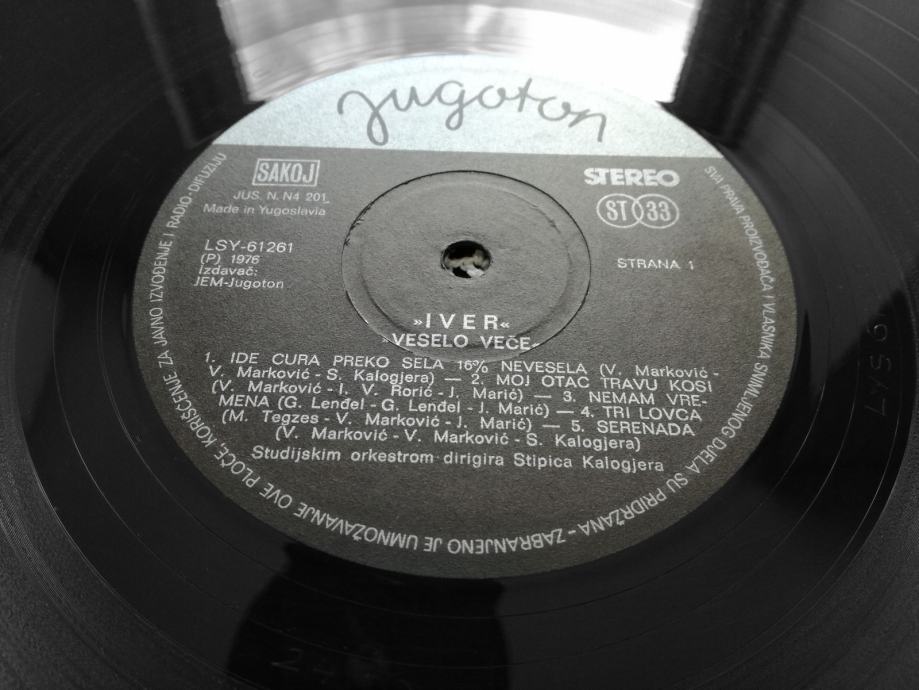 jugoton
SAKOJ
JUS. N. N4 201
Made in Yugoslavia
STEREO
ST 33
LSY-61261
(P) 1976
Izdavač:
JEM-Jugoton
STRANA 1
»IVER«
»VESELO VEČE«
1. IDE CURA PREKO SELA 16% NEVESELA (V. Marković -
V. Marković - S. Kalogjera) — 2. MOJ OTAC TRAVU KOSI
(V. Marković - I. V. Rorić - J. Marić) — 3. NEMAM VRE-
MENA (G. Lenđel - G. Lenđel - J. Marić) — 4. TRI LOVCA
(M. Tegzes - V. Marković - J. Marić) — 5. SERENADA
(V. Marković - V. Marković - S. Kalogjera)
Studijskim orkestrom dirigira Stipica Kalogjera
SVA PRAVA PROIZVOĐAČA I VLASNIKA SNIMLJENOG DJELA SU PRIDRŽANA - ZABRANJENO JE UMNOŽAVANJE OVE PLOČE, KORIŠĆENJE ZA JAVNO IZVOĐENJE I RADIO-DIFUZIJU